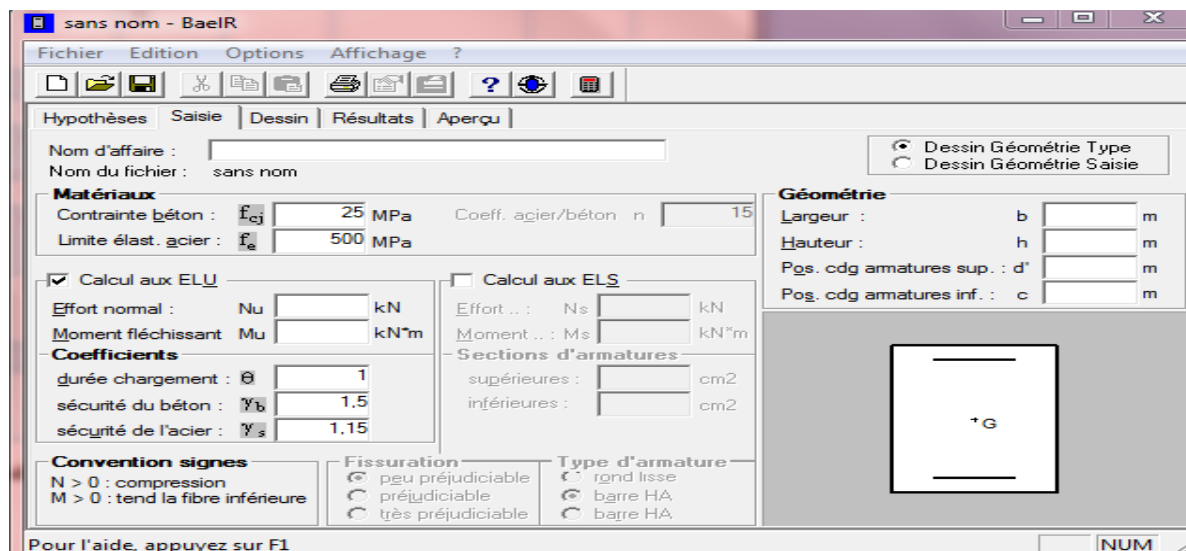 sans nom - BaelR
Fichier Edition Options Affichage ?
Hypothèses Saisie Dessin Résultats Aperçu
Nom d'affaire :
Nom du fichier : sans nom
Dessin Géométrie Type
Dessin Géométrie Saisie
Matériaux
Contrainte béton : fcj 25 MPa Coeff. acier/béton n 15
Limite élast. acier : fe 500 MPa
Géométrie
Largeur : b m
Hauteur : h m
Pos. cdg armatures sup. : d' m
Pos. cdg armatures inf. : c m
Calcul aux ELU
Effort normal : Nu kN
Moment fléchissant Mu kN*m
Coefficients
durée chargement : θ 1
sécurité du béton : γb 1,5
sécurité de l'acier : γs 1,15
Calcul aux ELS
Effort .. : Ns kN
Moment .. : Ms kN*m
Sections d'armatures
supérieures : cm2
inférieures : cm2
+G
Convention signes
N > 0 : compression
M > 0 : tend la fibre inférieure
Fissuration
peu préjudiciable
préjudiciable
très préjudiciable
Type d'armature
rond lisse
barre HA
barre HA
Pour l'aide, appuyez sur F1 NUM